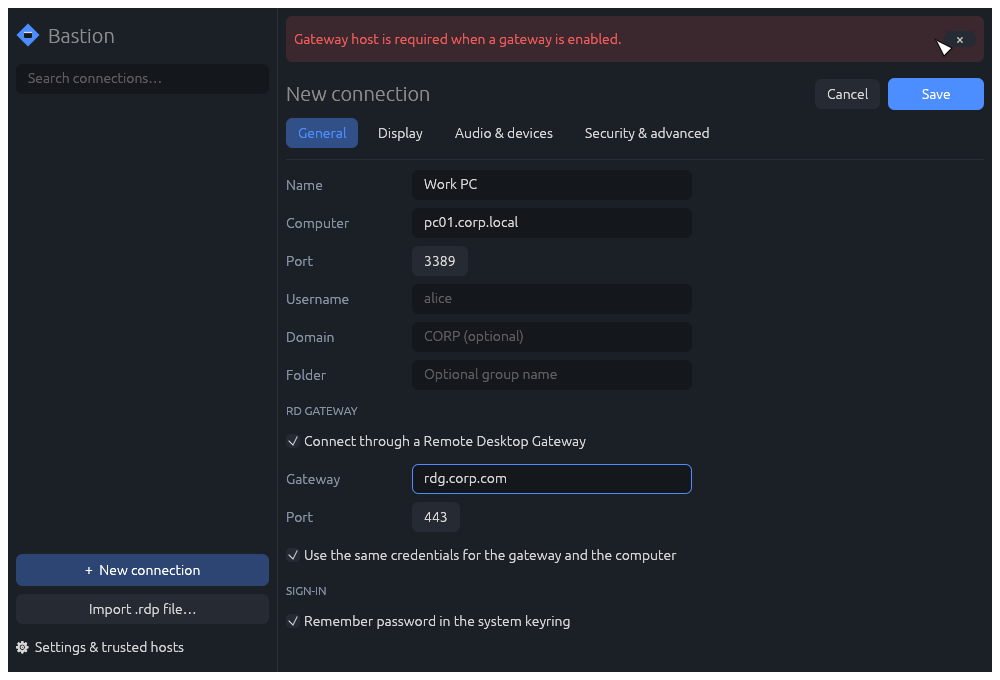 Bastion
Search connections...
+ New connection
Import .rdp file...
Settings & trusted hosts
Gateway host is required when a gateway is enabled.
×
New connection
Cancel
Save
General Display Audio & devices Security & advanced
Name Work PC
Computer pc01.corp.local
Port 3389
Username alice
Domain CORP (optional)
Folder Optional group name
RD GATEWAY
Connect through a Remote Desktop Gateway
Gateway rdg.corp.com
Port 443
Use the same credentials for the gateway and the computer
SIGN-IN
Remember password in the system keyring